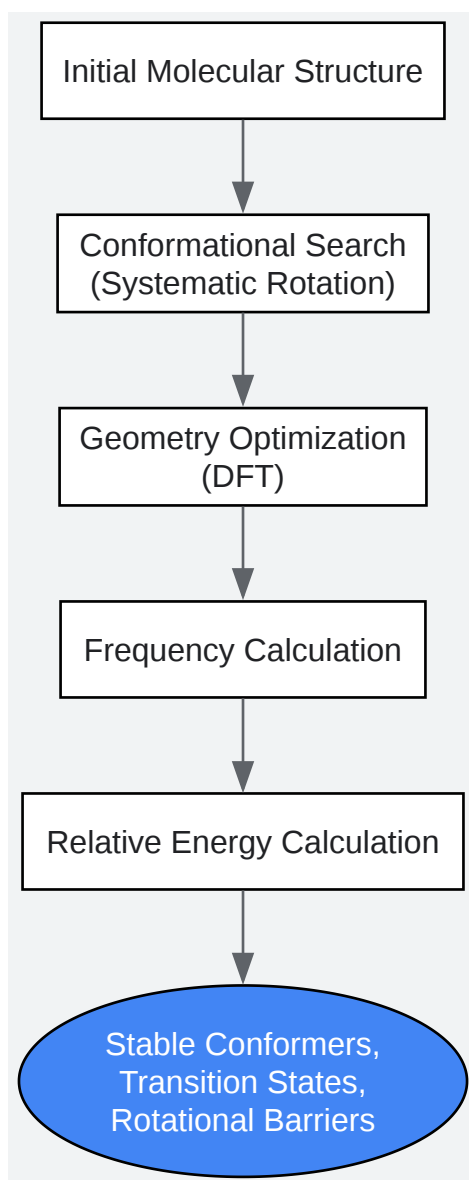 Initial Molecular Structure
Conformational Search
(Systematic Rotation)
Geometry Optimization
(DFT)
Frequency Calculation
Relative Energy Calculation
Stable Conformers,
Transition States,
Rotational Barriers